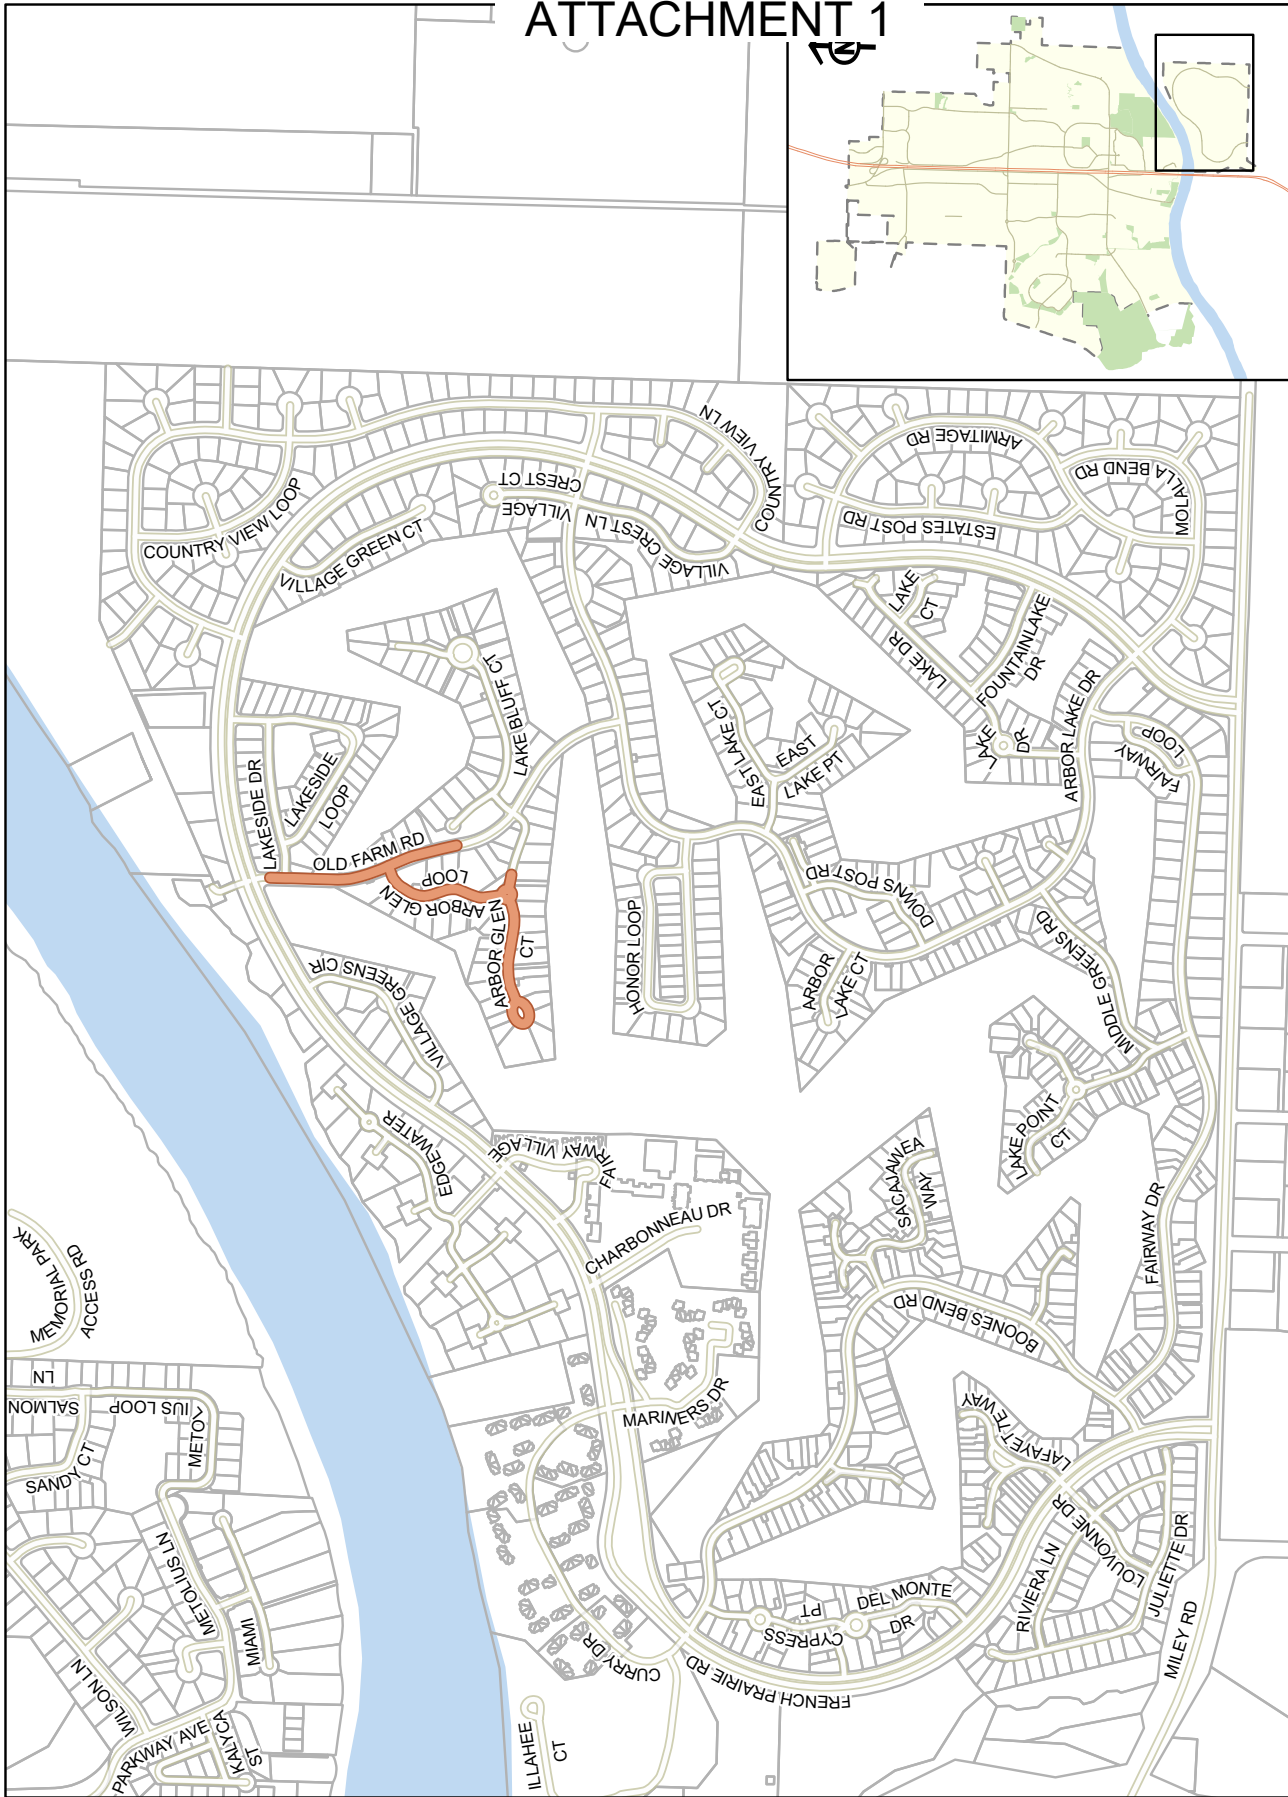 ATTACHMENT 1
N
COUNTRY VIEW LN
ARMITAGE RD
MOLALLA BEND RD
ESTATES POST RD
COUNTRY VIEW LOOP
VILLAGE GREEN CT
VILLAGE
CREST CT
VILLAGE CREST LN
LAKE
CT
LAKE DR
FOUNTAINLAKE
DR
LAKE
DR
ARBOR LAKE DR
FAIRWAY
LOOP
LAKE BLUFF CT
EAST LAKE CT
EAST
LAKE PT
LAKESIDE DR
LAKESIDE
LOOP
OLD FARM RD
ARBOR GLEN
LOOP
ARBOR GLEN
CT
HONOR LOOP
DOWNS POST RD
ARBOR
LAKE CT
MIDDLE GREENS RD
VILLAGE GREENS CIR
LAKE POINT
CT
EDGEWATER
FAIRWAY VILLAGE
SACAJAWEA
WAY
CHARBONNEAU DR
FAIRWAY DR
BOONES BEND RD
MEMORIAL PARK
ACCESS RD
MARINERS DR
SALMON
LN
METOLIUS LOOP
SANDY CT
LAFAYETTE WAY
LOUVONNE DR
JULIETTE DR
RIVIERA LN
MILEY RD
METOLIUS LN
MIAMI
WILSON LN
PARKWAY AVE
KALYCA
ST
CURRY DR
CYPRESS
PT
DEL MONTE
DR
FRENCH PRAIRIE RD
ILLAHEE
CT